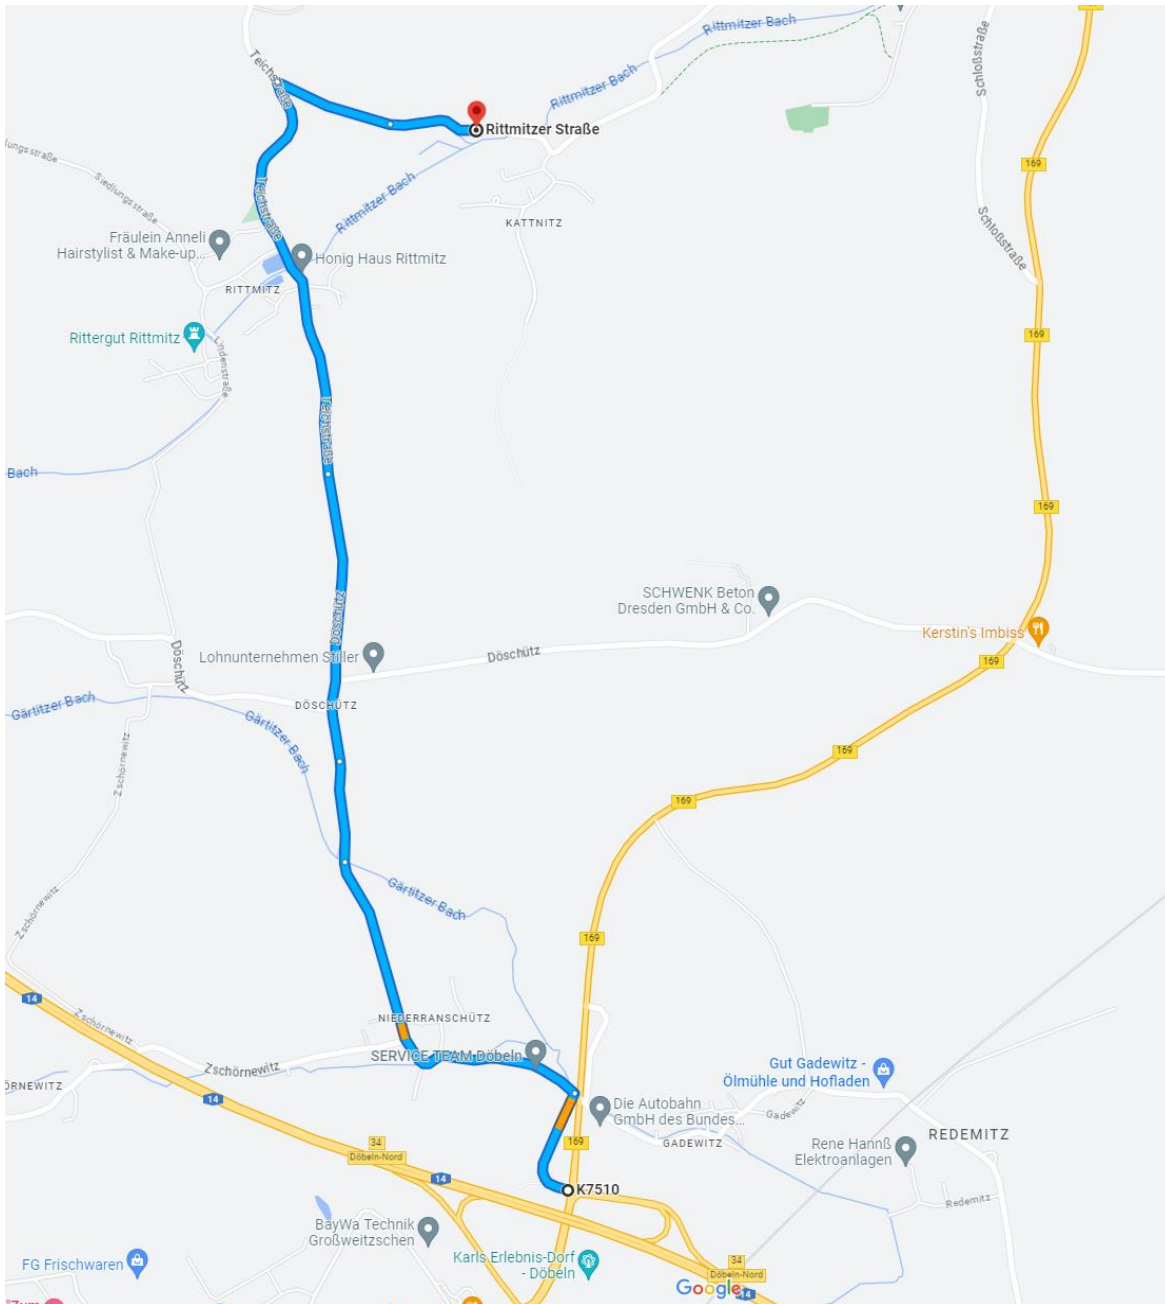 169
Rittmitzer Bach
Schloßstraße
Teichstraße
Rittmitzer Bach
Rittmitzer Straße
lungsstraße
169
Siedlungsstraße
Rittmitzer Bach
Teichstraße
KATTNITZ
Schloßstraße
Fräulein Anneli
Hairstylist & Make-up...
Honig Haus Rittmitz
RITTMITZ
Rittergut Rittmitz
169
Lindenstraße
Teichstraße
Bach
169
SCHWENK Beton
Dresden GmbH & Co.
Döschütz
Kerstin's Imbiss
Döschütz
Lohnunternehmen Stiller
Döschütz
169
Gärtitzer Bach
DÖSCHÜTZ
Gärtitzer Bach
169
Zschörnewitz
169
Gärtitzer Bach
Zschörnewitz
169
14
Zschörnewitz
NIEDERRANSCHÜTZ
SERVICE TEAM Döbeln
Zschörnewitz
Gut Gadewitz -
Ölmühle und Hofladen
ÖRNEWITZ
14
Die Autobahn
GmbH des Bundes...
Gadewitz
GADEWITZ
REDEMITZ
34
Döbeln-Nord
169
Rene Hannß
Elektroanlagen
14
K7510
Redemitz
BayWa Technik
Großweitzschen
Karls Erlebnis-Dorf
- Döbeln
FG Frischwaren
34
Döbeln-Nord
Google
14